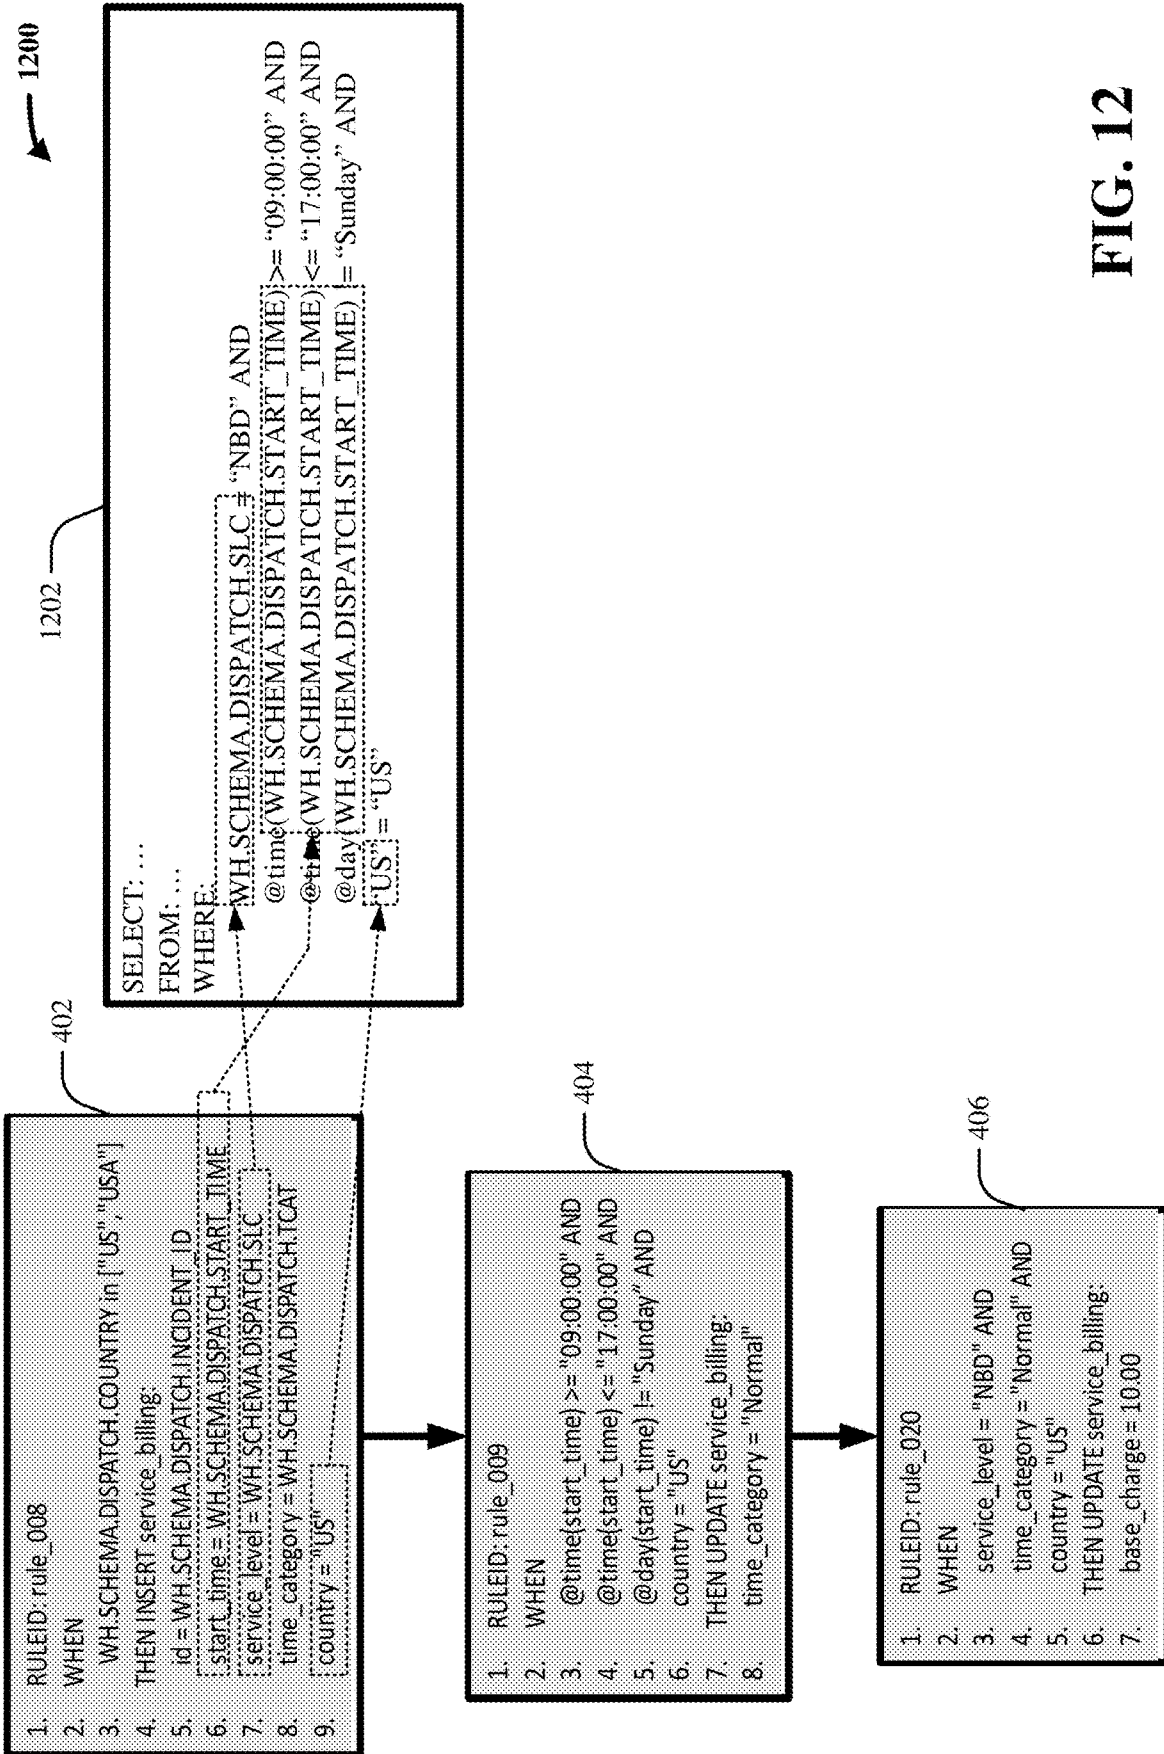 1200
402
1. RULEID: rule_008
2. WHEN
3. WH.SCHEMA.DISPATCH.COUNTRY in ["US", "USA"]
4. THEN INSERT service_billing:
5. id = WH.SCHEMA.DISPATCH.INCIDENT_ID
6. start_time = WH.SCHEMA.DISPATCH.START_TIME
7. service_level = WH.SCHEMA.DISPATCH.SLC
8. time_category = WH.SCHEMA.DISPATCH.TCAT
9. country = "US"
1202
SELECT: …
FROM: …
WHERE:
WH.SCHEMA.DISPATCH.SLC = “NBD” AND
@time(WH.SCHEMA.DISPATCH.START_TIME) >= “09:00:00” AND
@time(WH.SCHEMA.DISPATCH.START_TIME) <= “17:00:00” AND
@day(WH.SCHEMA.DISPATCH.START_TIME) != “Sunday” AND
“US” = “US”
404
1. RULEID: rule_009
2. WHEN
3. @time(start_time) >= "09:00:00" AND
4. @time(start_time) <= "17:00:00" AND
5. @day(start_time) != "Sunday" AND
6. country = "US"
7. THEN UPDATE service_billing:
8. time_category = "Normal"
406
1. RULEID: rule_020
2. WHEN
3. service_level = "NBD" AND
4. time_category = "Normal" AND
5. country = "US"
6. THEN UPDATE service_billing:
7. base_charge = 10.00
FIG. 12